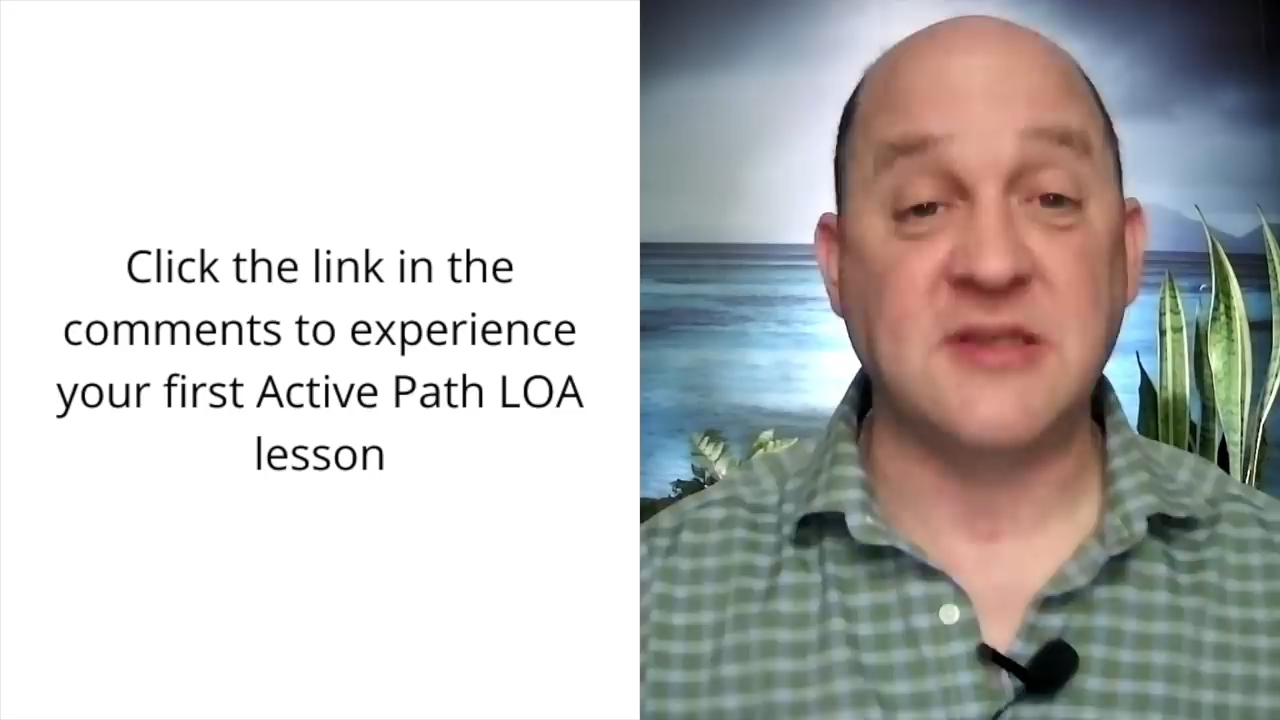 Click the link in the
comments to experience
your first Active Path LOA
lesson